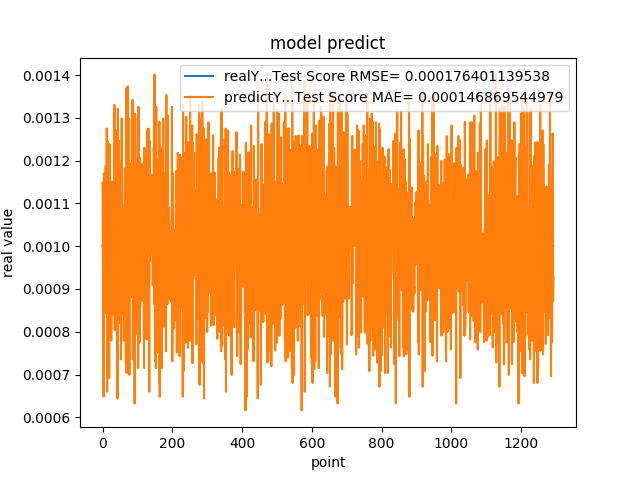 model predict
realY...Test Score RMSE= 0.000176401139538
predictY...Test Score MAE= 0.000146869544979
0.0014
0.0013
0.0012
0.0011
0.0010
0.0009
0.0008
0.0007
0.0006
real value
0 200 400 600 800 1000 1200
point